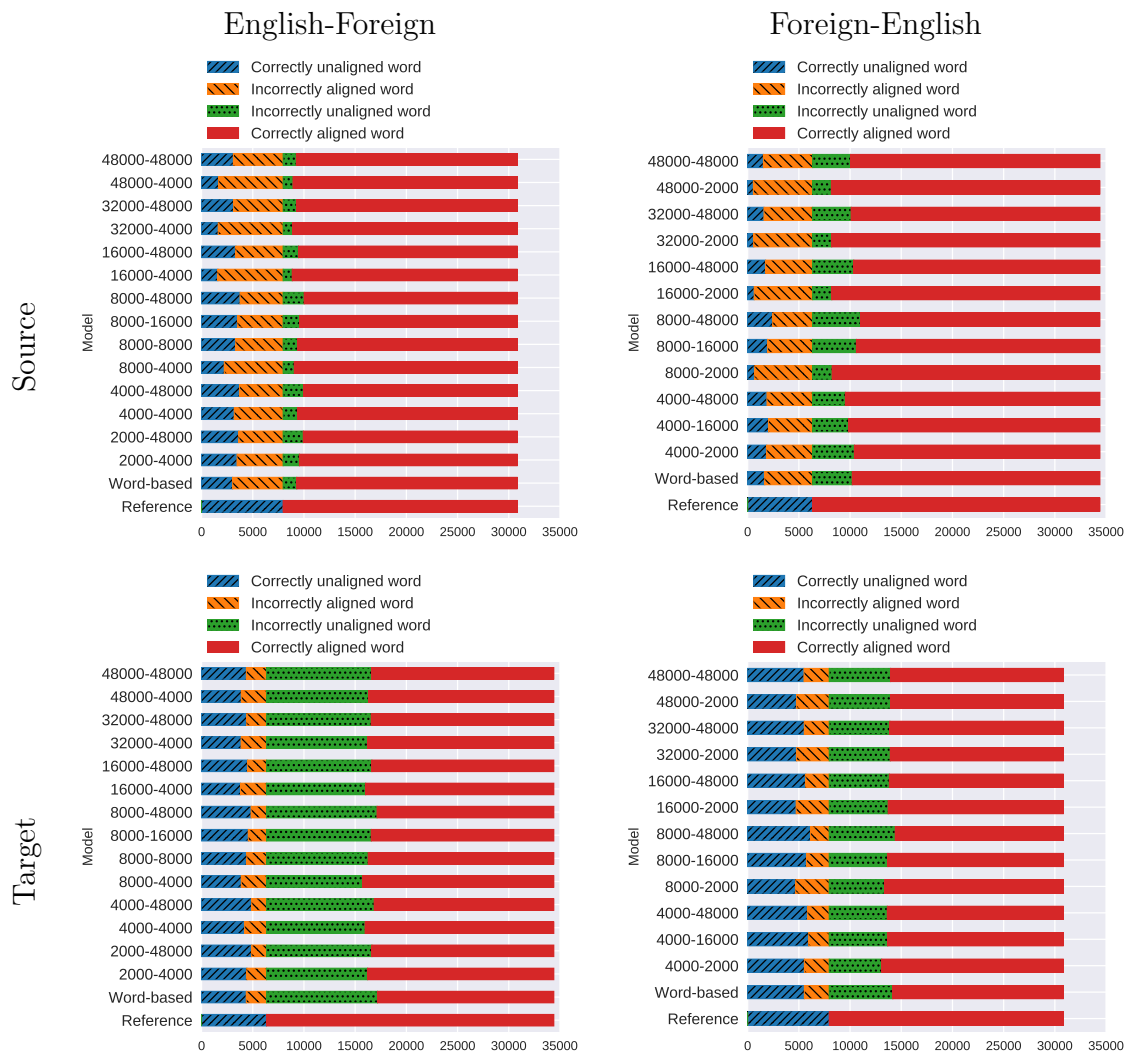 English-Foreign
Foreign-English
Source
Correctly unaligned word
Incorrectly aligned word
Incorrectly unaligned word
Correctly aligned word
Model
48000-48000
48000-4000
32000-48000
32000-4000
16000-48000
16000-4000
8000-48000
8000-16000
8000-8000
8000-4000
4000-48000
4000-4000
2000-48000
2000-4000
Word-based
Reference
0 5000 10000 15000 20000 25000 30000 35000
Correctly unaligned word
Incorrectly aligned word
Incorrectly unaligned word
Correctly aligned word
Model
48000-48000
48000-2000
32000-48000
32000-2000
16000-48000
16000-2000
8000-48000
8000-16000
8000-2000
4000-48000
4000-16000
4000-2000
Word-based
Reference
0 5000 10000 15000 20000 25000 30000 35000
Target
Correctly unaligned word
Incorrectly aligned word
Incorrectly unaligned word
Correctly aligned word
Model
48000-48000
48000-4000
32000-48000
32000-4000
16000-48000
16000-4000
8000-48000
8000-16000
8000-8000
8000-4000
4000-48000
4000-4000
2000-48000
2000-4000
Word-based
Reference
0 5000 10000 15000 20000 25000 30000 35000
Correctly unaligned word
Incorrectly aligned word
Incorrectly unaligned word
Correctly aligned word
Model
48000-48000
48000-2000
32000-48000
32000-2000
16000-48000
16000-2000
8000-48000
8000-16000
8000-2000
4000-48000
4000-16000
4000-2000
Word-based
Reference
0 5000 10000 15000 20000 25000 30000 35000